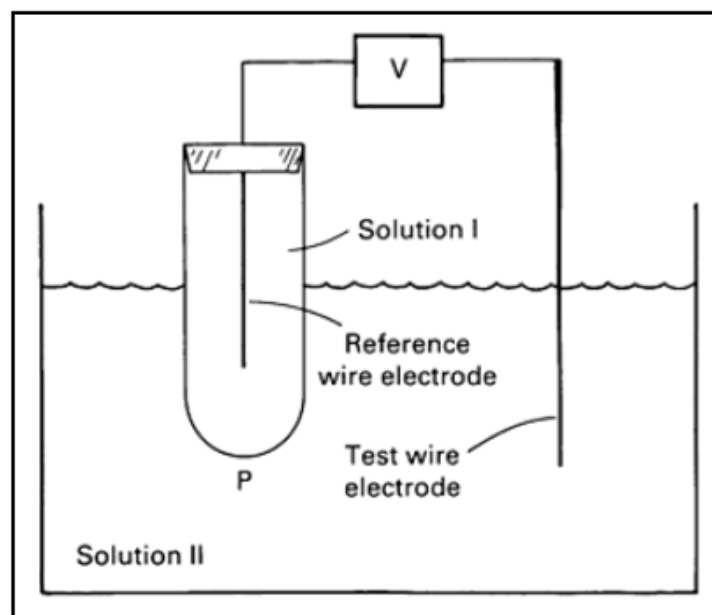 V
Solution I
Reference
wire electrode
Test wire
electrode
P
Solution II